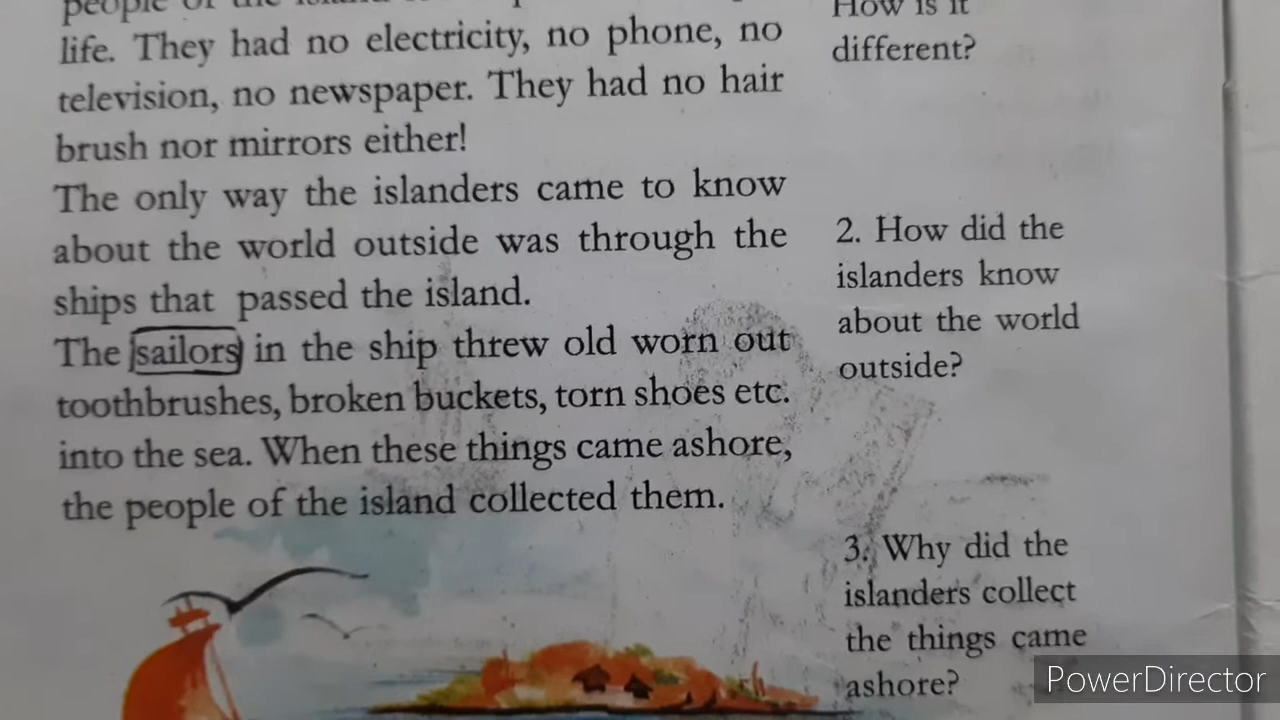 people of the island
life. They had no electricity, no phone, no
television, no newspaper. They had no hair
brush nor mirrors either!
The only way the islanders came to know
about the world outside was through the
ships that passed the island.
The sailors in the ship threw old worn out
toothbrushes, broken buckets, torn shoes etc.
into the sea. When these things came ashore,
the people of the island collected them.
How is it
different?
2. How did the
islanders know
about the world
outside?
3. Why did the
islanders collect
the things came
ashore?
PowerDirector